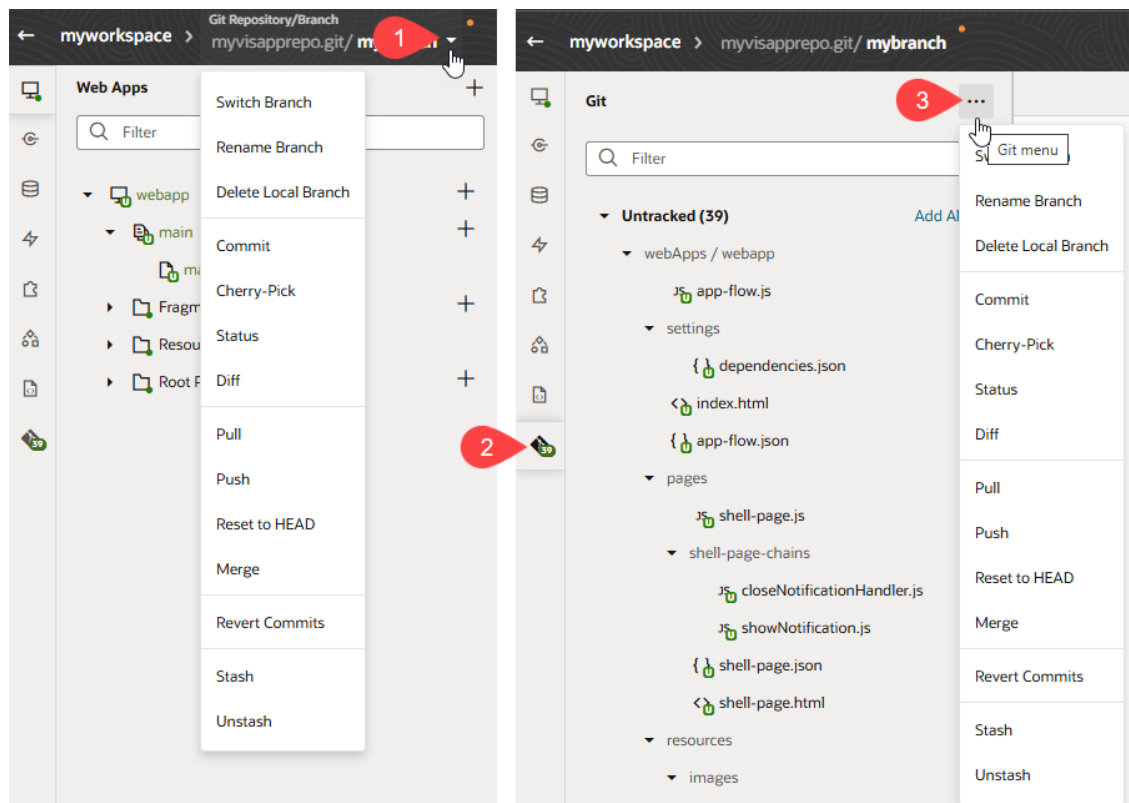 Git Repository/Branch
myworkspace > myvisapprepo.git/
1
Web Apps
Filter
webapp
main
Switch Branch
Rename Branch
Delete Local Branch
Commit
Cherry-Pick
Status
Diff
Pull
Push
Reset to HEAD
Merge
Revert Commits
Stash
Unstash
39
myworkspace > myvisapprepo.git/ mybranch
Git
3
Git menu
Filter
Untracked (39)
webApps / webapp
JS app-flow.js
settings
{ } dependencies.json
<> index.html
{ } app-flow.json
pages
JS shell-page.js
shell-page-chains
JS closeNotificationHandler.js
JS showNotification.js
{ } shell-page.json
<> shell-page.html
resources
images
2
39
Rename Branch
Delete Local Branch
Commit
Cherry-Pick
Status
Diff
Pull
Push
Reset to HEAD
Merge
Revert Commits
Stash
Unstash